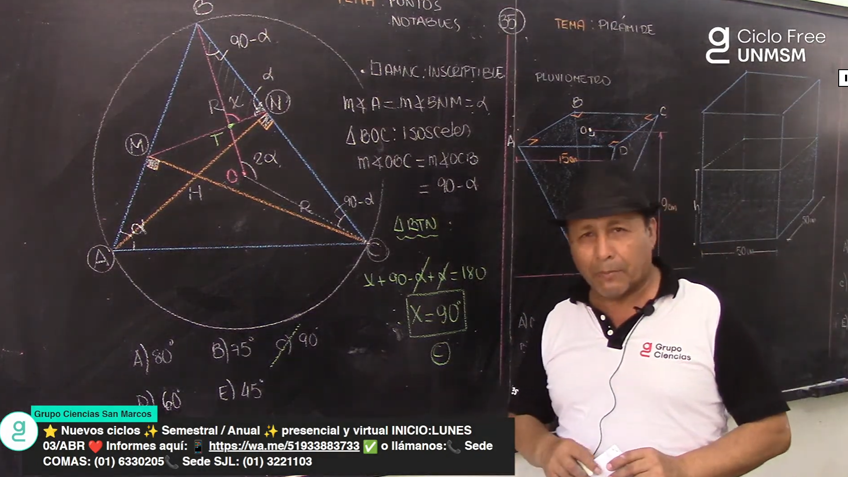 TEMA: PUNTOS
NOTABLES
• □AMNC: INSCRIPTIBLE
m∡A = m∡BNM = α
ΔBOC: Isosceles
m∡OBC = m∡OCB
= 90-α
ΔBTN:
X+90-α+α=180
∴ X=90°
C
B
90-α
α
R
X
N
M
T
O
2α
H
R
90-α
A
α
C
A) 80°
B) 75°
C) 90°
D) 60°
E) 45°
35
TEMA: PIRÁMIDE
PLUVIOMETRO
B
C
A
O
D
15cm
9cm
h
50cm
50cm
Ciclo Free
UNMSM
Grupo
Ciencias
Grupo Ciencias San Marcos
⭐ Nuevos ciclos ✨ Semestral / Anual ✨ presencial y virtual INICIO:LUNES
03/ABR ❤️ Informes aquí: 📱 https://wa.me/51933883733 ✅ o llámanos:📞 Sede
COMAS: (01) 6330205📞 Sede SJL: (01) 3221103